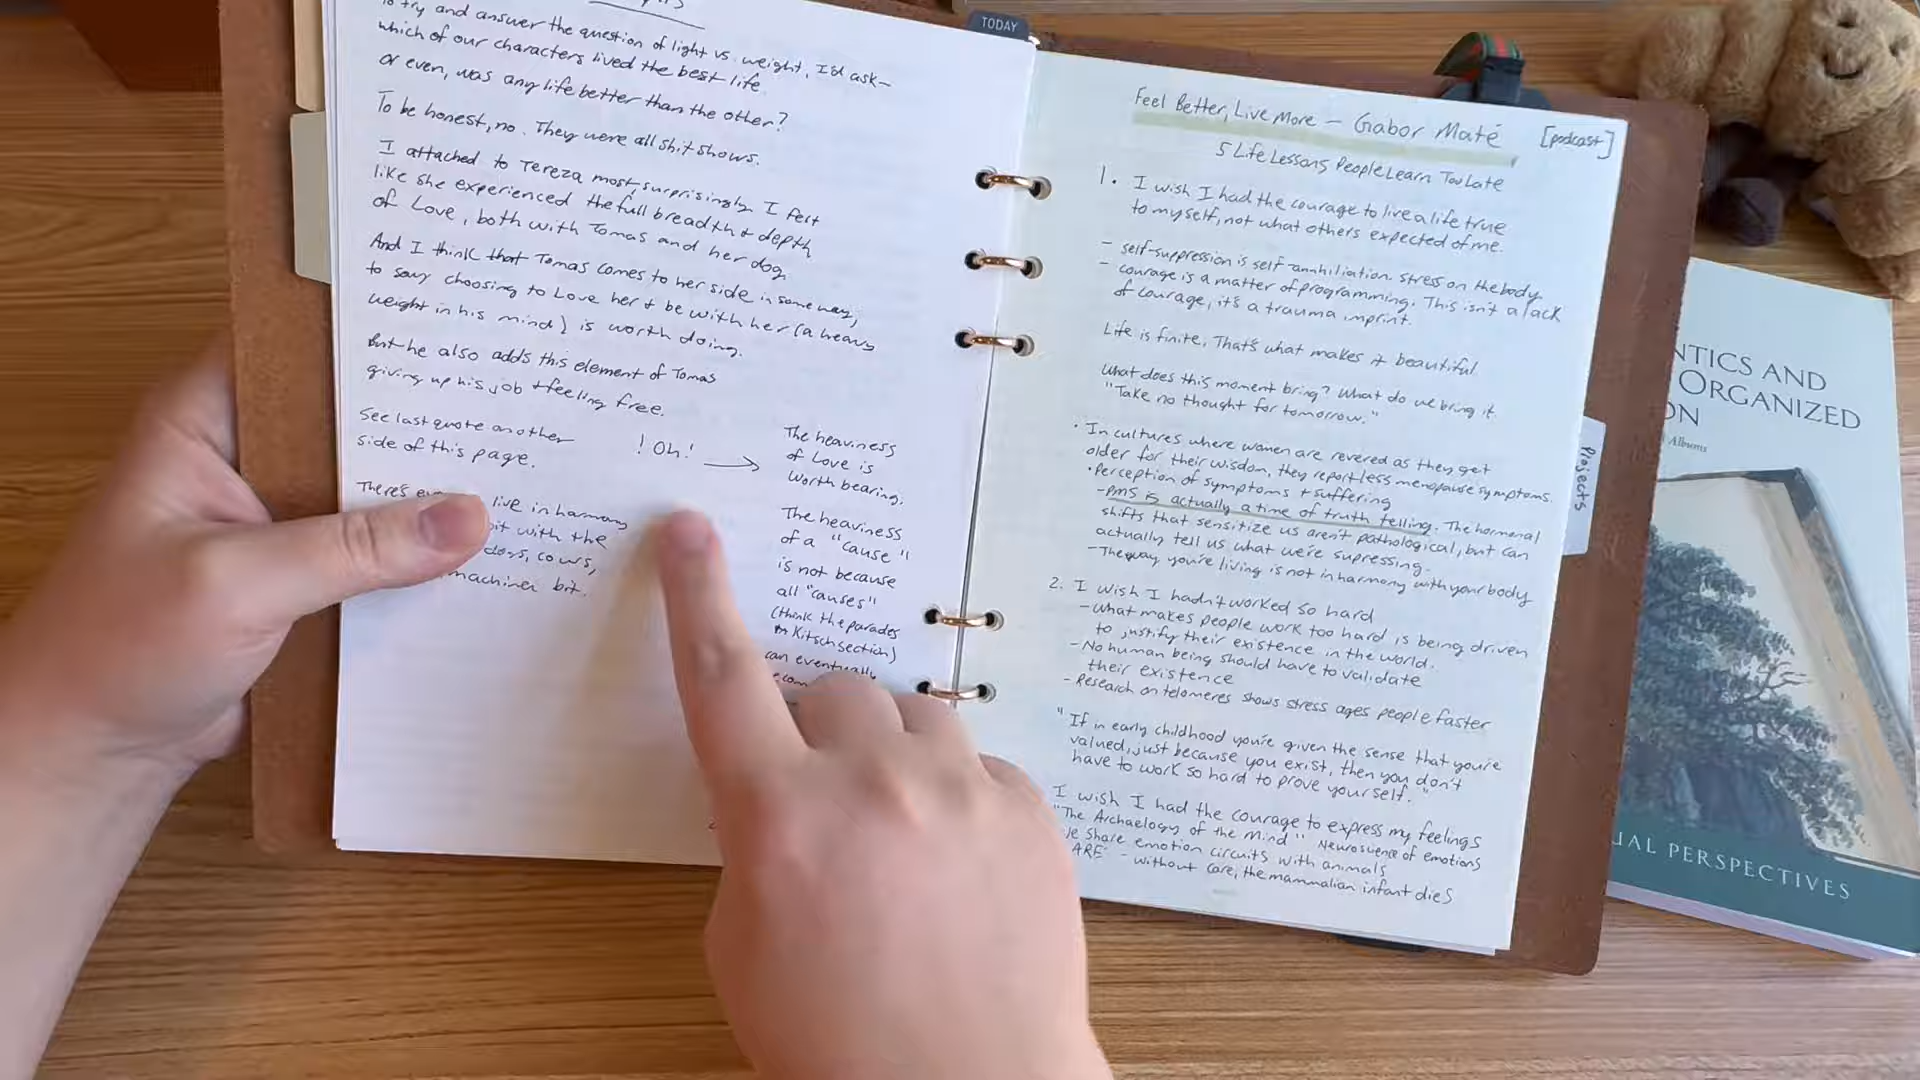 To try and answer the question of light vs. weight, I'd ask—
which of our characters lived the best life.
or even, was any life better than the other?
To be honest, no. They were all shit shows.
I attached to Tereza most, surprisingly. I felt
like she experienced the full breadth & depth
of Love, both with Tomas and her dog.
And I think that Tomas comes to her side in some way,
to say choosing to Love her & be with her (a heavy
weight in his mind) is worth doing.
But he also adds this element of Tomas
giving up his job & feeling free.
See last quote on other
side of this page.
! Oh!
There's
live in harmony
bit with the
dogs, cows,
machiner bit.
The heaviness
of Love is
worth bearing.
The heaviness
of a "cause"
is not because
all "causes"
(think the parades
in Kitsch section)
can eventually
TODAY
Feel Better, Live More — Gabor Maté [podcast]
5 Life Lessons People Learn Too Late
1. I wish I had the courage to live a life true
to myself, not what others expected of me.
- self-suppression is self-annhiliation. stress on the body
- courage is a matter of programming. This isn't a lack
of courage, it's a trauma imprint.
Life is finite. That's what makes it beautiful
What does this moment bring? What do we bring it.
"Take no thought for tomorrow."
• In cultures where women are revered as they get
older for their wisdom, they report less menopause symptoms.
• Perception of symptoms + suffering
- PMS is actually a time of truth telling. The hormonal
shifts that sensitize us aren't pathological, but can
actually tell us what we're supressing.
- The way you're living is not in harmony with your body
2. I wish I hadn't worked so hard
- What makes people work too hard is being driven
to justify their existence in the world.
- No human being should have to validate
their existence
- Research on telomeres shows stress ages people faster
"If in early childhood you're given the sense that you're
valued, just because you exist, then you don't
have to work so hard to prove yourself."
I wish I had the courage to express my feelings
"The Archaelogy of the Mind" Neuroscience of emotions
we share emotion circuits with animals
CARE - without care, the mammalian infant dies
Projects
ORGANIZED
AND
Albums
PERSPECTIVES